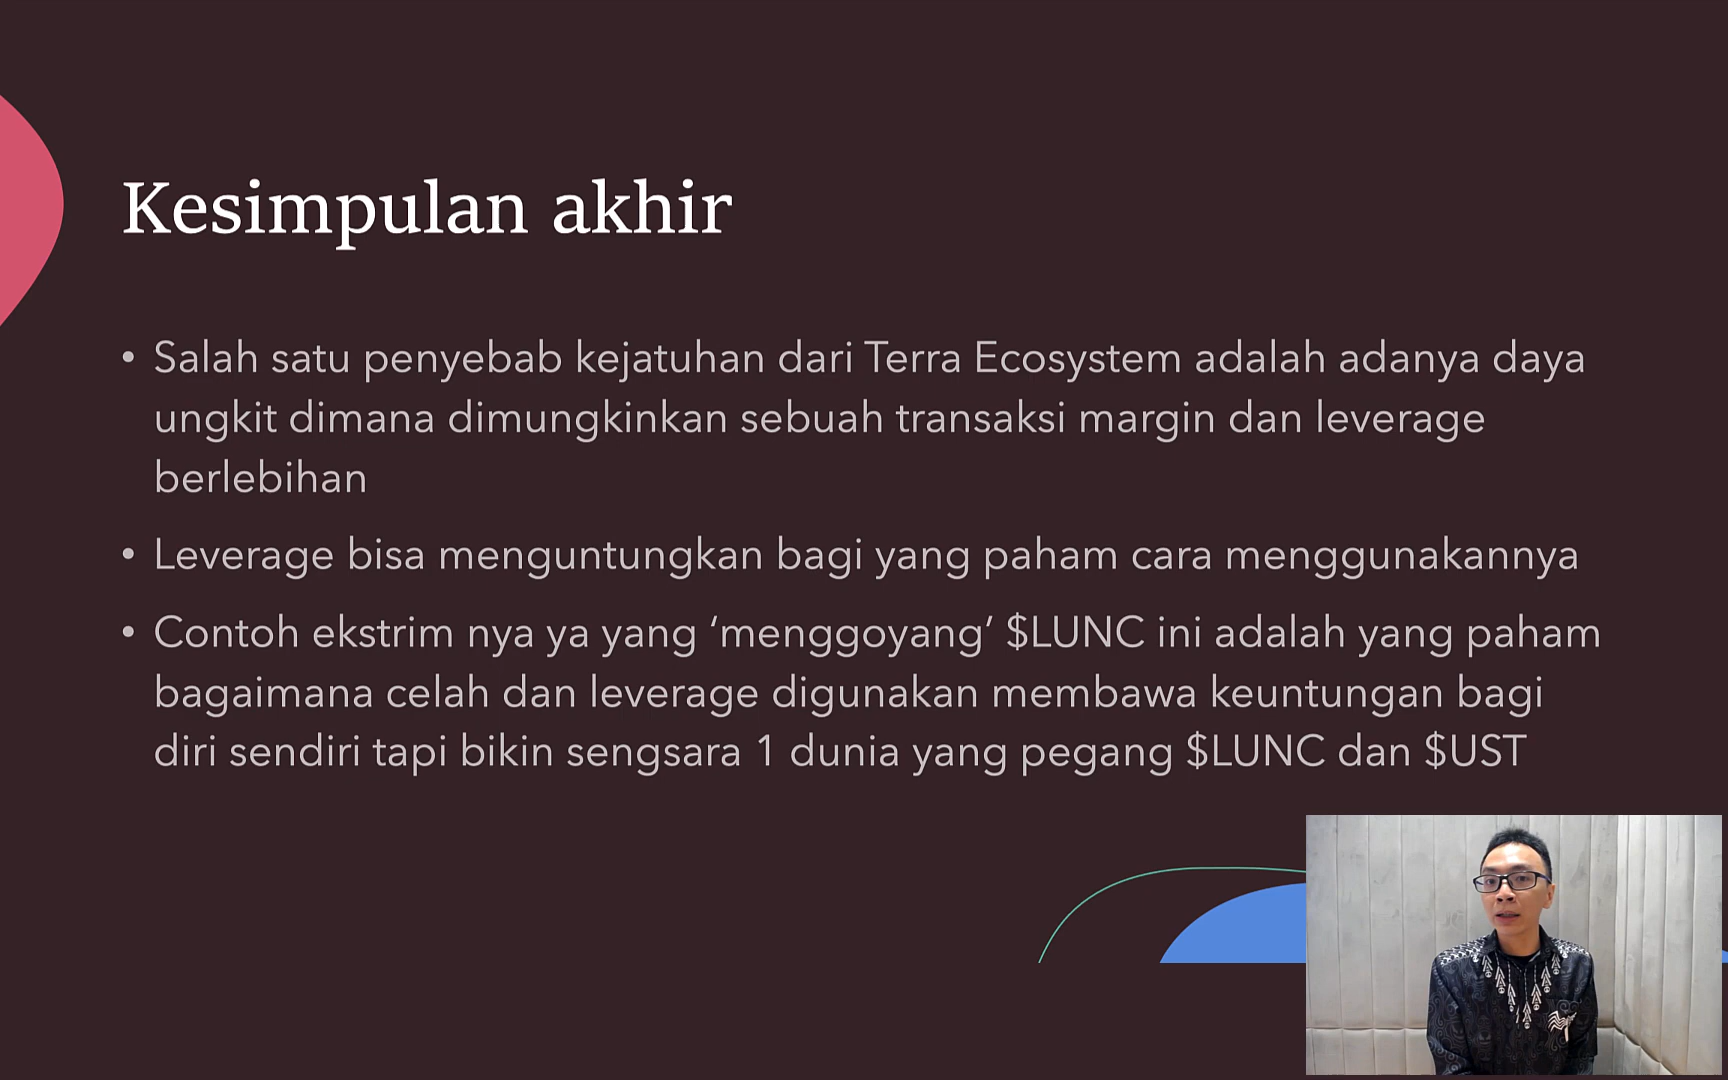 Kesimpulan akhir
• Salah satu penyebab kejatuhan dari Terra Ecosystem adalah adanya daya
ungkit dimana dimungkinkan sebuah transaksi margin dan leverage
berlebihan
• Leverage bisa menguntungkan bagi yang paham cara menggunakannya
• Contoh ekstrim nya ya yang ‘menggoyang’ $LUNC ini adalah yang paham
bagaimana celah dan leverage digunakan membawa keuntungan bagi
diri sendiri tapi bikin sengsara 1 dunia yang pegang $LUNC dan $UST